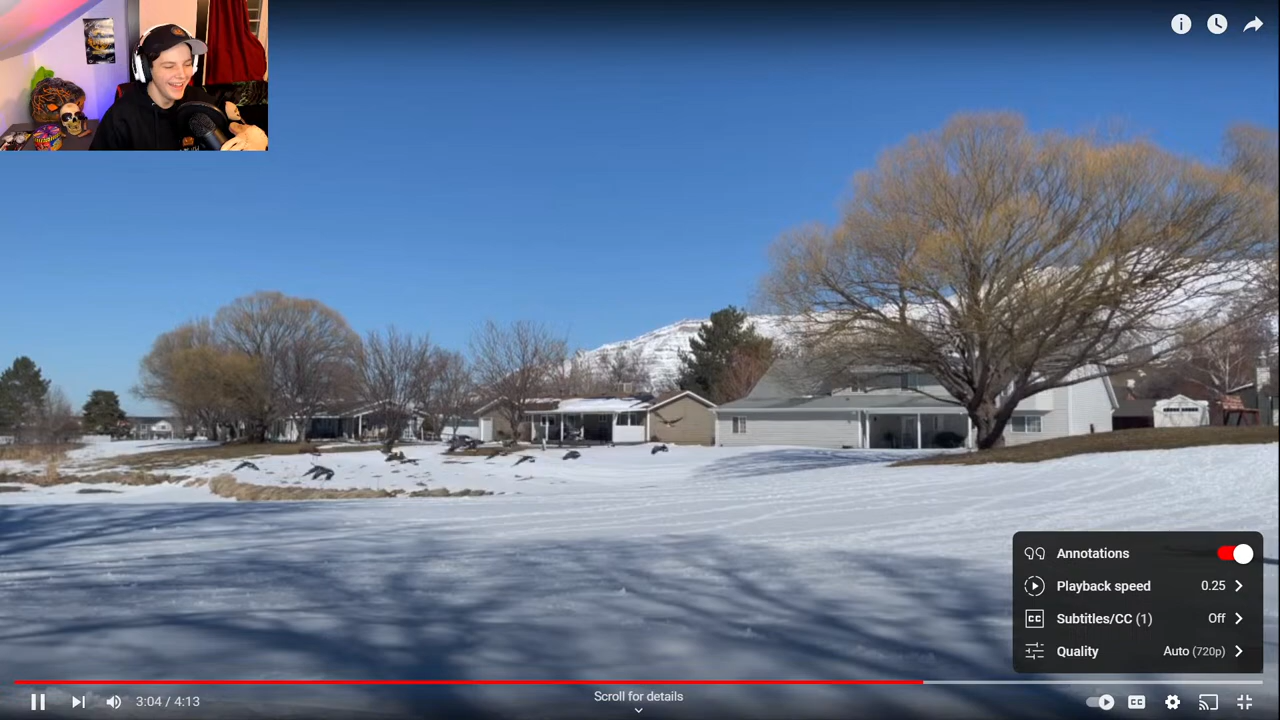 Annotations
Playback speed 0.25
Subtitles/CC (1) Off
Quality Auto (720p)
3:04 / 4:13
Scroll for details
CC